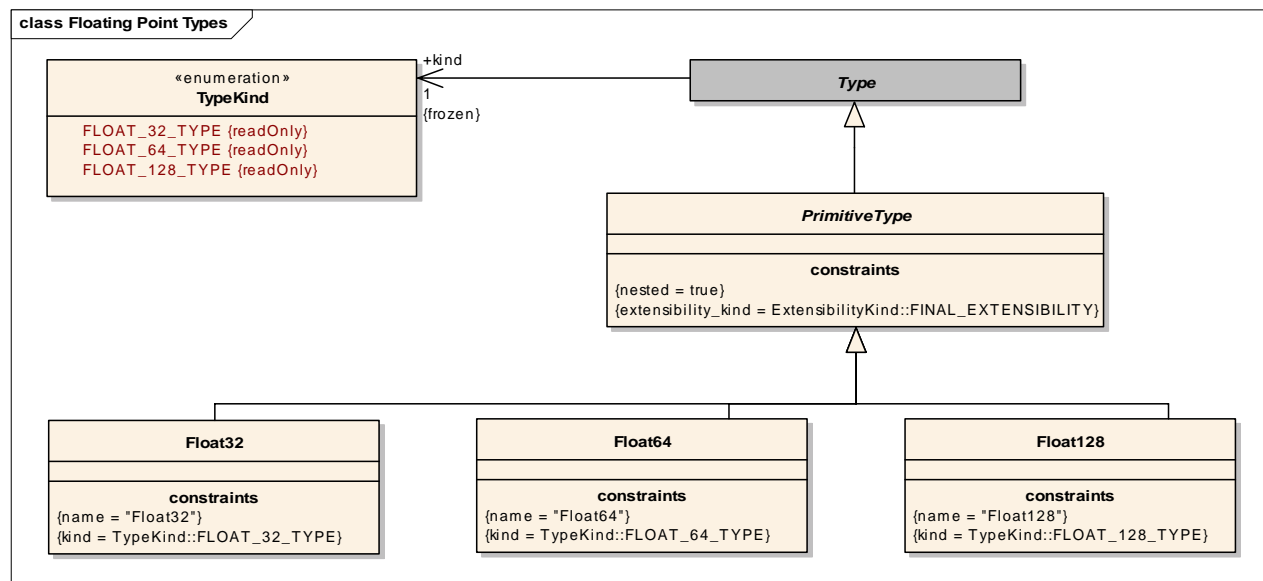 class Floating Point Types
«enumeration»
TypeKind
FLOAT_32_TYPE {readOnly}
FLOAT_64_TYPE {readOnly}
FLOAT_128_TYPE {readOnly}
+kind
1
{frozen}
Type
PrimitiveType
constraints
{nested = true}
{extensibility_kind = ExtensibilityKind::FINAL_EXTENSIBILITY}
Float32
constraints
{name = "Float32"}
{kind = TypeKind::FLOAT_32_TYPE}
Float64
constraints
{name = "Float64"}
{kind = TypeKind::FLOAT_64_TYPE}
Float128
constraints
{name = "Float128"}
{kind = TypeKind::FLOAT_128_TYPE}